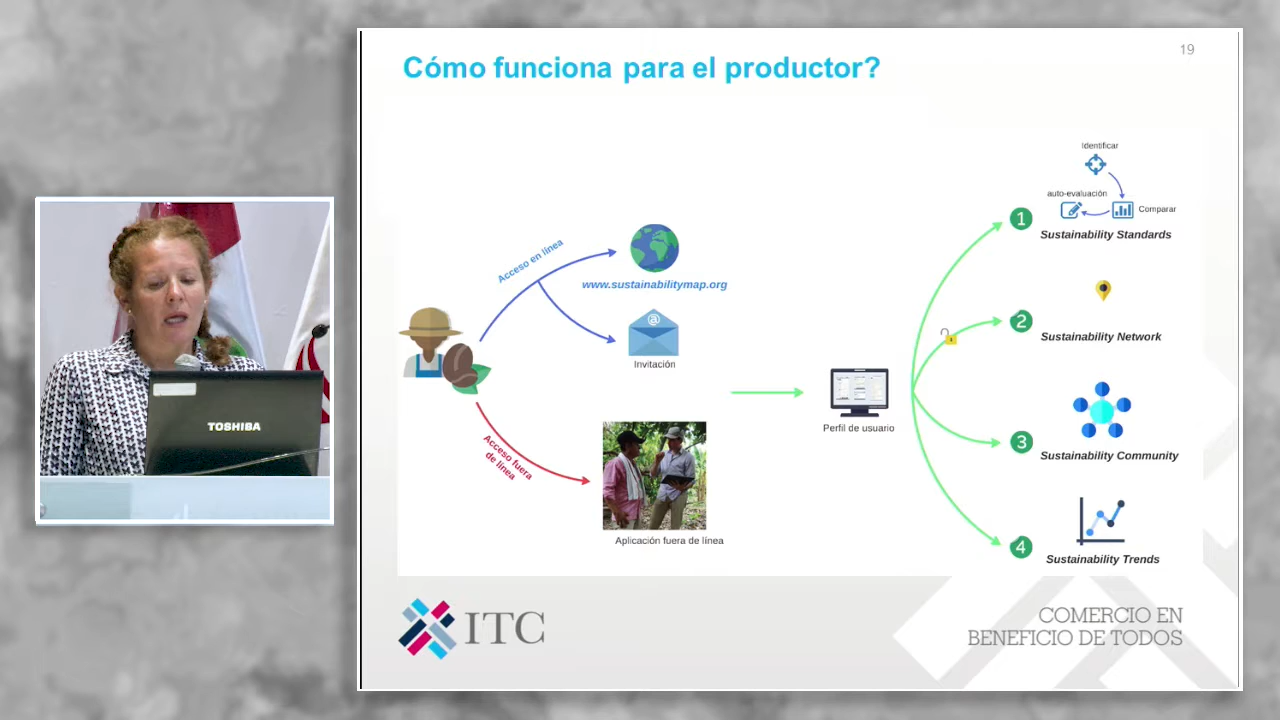 19
Cómo funciona para el productor?
Identificar
auto-evaluación
Comparar
1
Sustainability Standards
Acceso en línea
www.sustainabilitymap.org
@
Invitación
2
Sustainability Network
Perfil de usuario
3
Sustainability Community
Acceso fuera
de línea
Aplicación fuera de línea
4
Sustainability Trends
TOSHIBA
ITC
COMERCIO EN
BENEFICIO DE TODOS